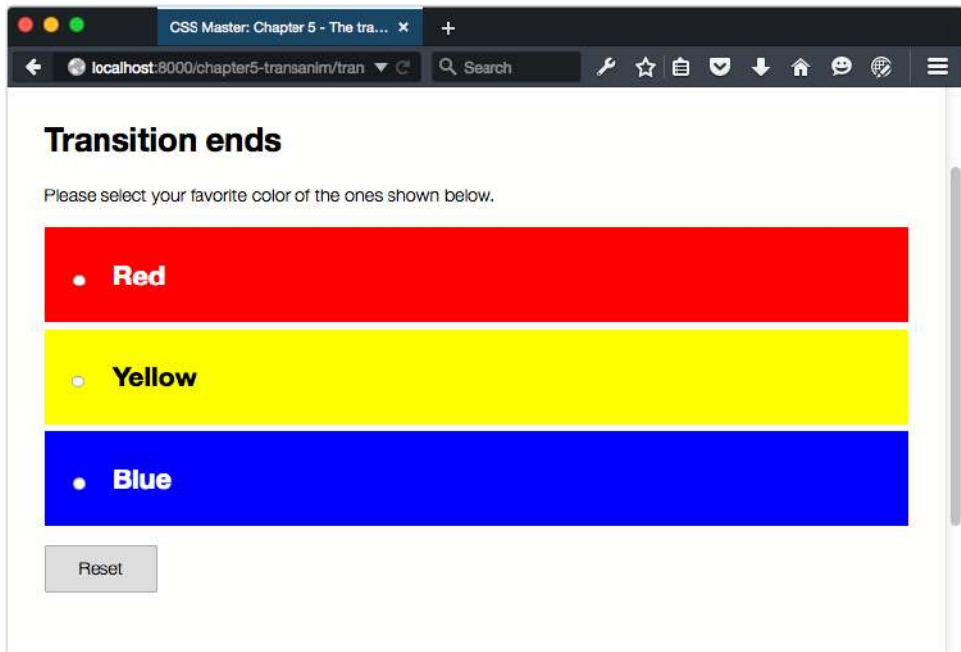 CSS Master: Chapter 5 - The tra... ×
localhost:8000/chapter5-transanim/tran
Search
Transition ends
Please select your favorite color of the ones shown below.
Red
Yellow
Blue
Reset